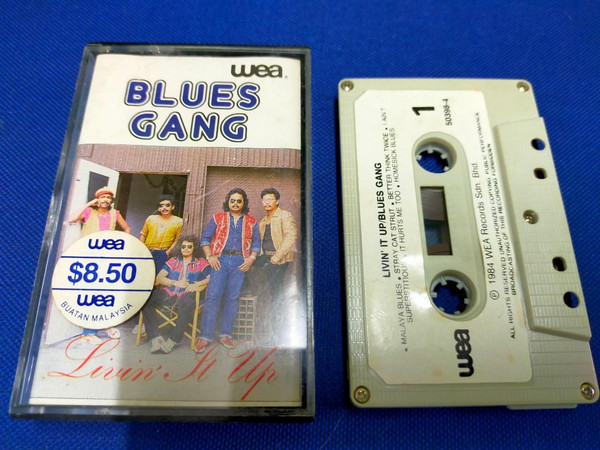 wea
BLUES
GANG
wea
$8.50
wea
BUATAN MALAYSIA
Livin' It Up
1
50398-4
LIVIN' IT UP/BLUES GANG
• MALAYA BLUES • STRAY CAT STRUT • BETTER THINK TWICE • I AIN'T
SUPERSTITIOUS IT HURTS ME TOO • HOMESICK BLUES
℗ 1984 WEA Records Sdn. Bhd.
ALL RIGHTS RESERVED UNAUTHORIZED COPYING PUBLIC PERFORMANCE
BROADCASTING OF THIS RECORDING FORBIDDEN
wea